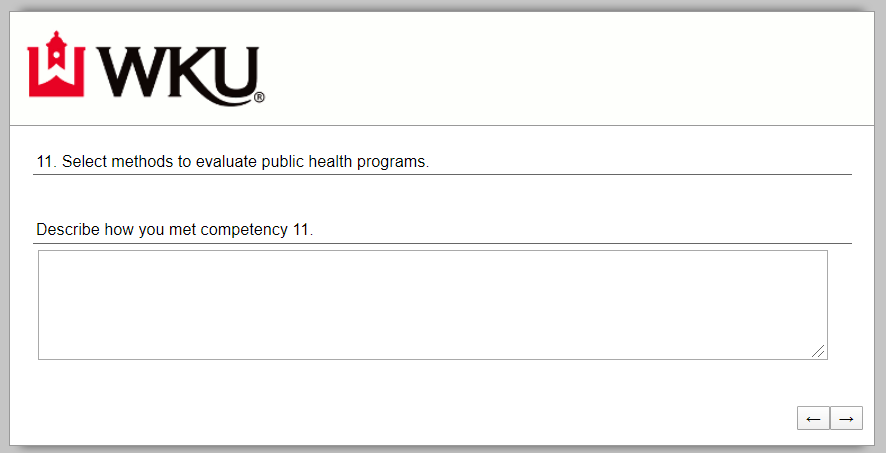 WKU®
11. Select methods to evaluate public health programs.
Describe how you met competency 11.
← →